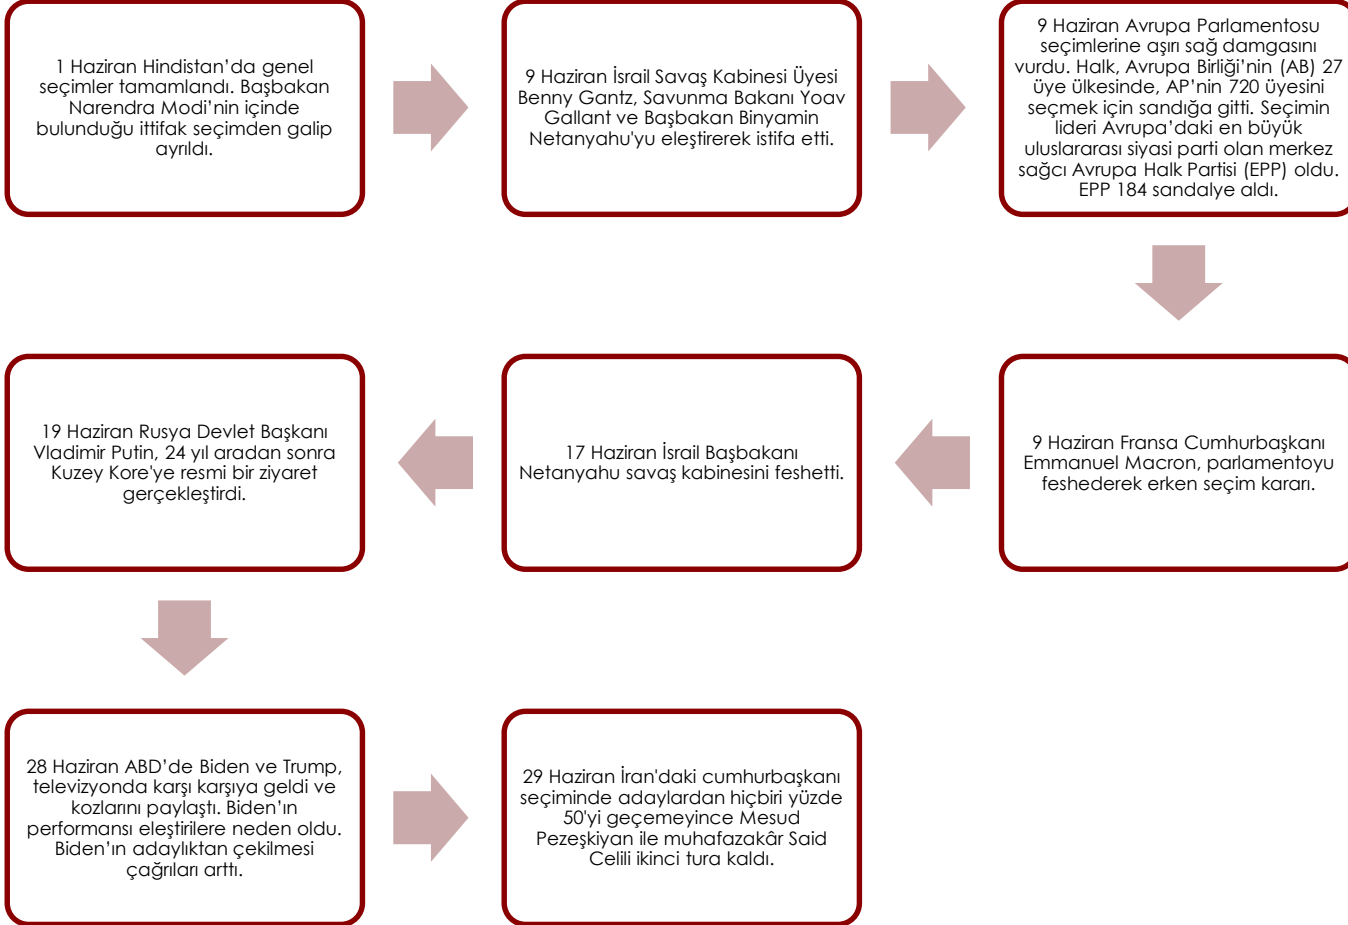 1 Haziran Hindistan’da genel
seçimler tamamlandı. Başbakan
Narendra Modi’nin içinde
bulunduğu ittifak seçimden galip
ayrıldı.
9 Haziran İsrail Savaş Kabinesi Üyesi
Benny Gantz, Savunma Bakanı Yoav
Gallant ve Başbakan Binyamin
Netanyahu'yu eleştirerek istifa etti.
9 Haziran Avrupa Parlamentosu
seçimlerine aşırı sağ damgasını
vurdu. Halk, Avrupa Birliği’nin (AB) 27
üye ülkesinde, AP’nin 720 üyesini
seçmek için sandığa gitti. Seçimin
lideri Avrupa’daki en büyük
uluslararası siyasi parti olan merkez
sağcı Avrupa Halk Partisi (EPP) oldu.
EPP 184 sandalye aldı.
9 Haziran Fransa Cumhurbaşkanı
Emmanuel Macron, parlamentoyu
feshederek erken seçim kararı.
17 Haziran İsrail Başbakanı
Netanyahu savaş kabinesini feshetti.
19 Haziran Rusya Devlet Başkanı
Vladimir Putin, 24 yıl aradan sonra
Kuzey Kore'ye resmi bir ziyaret
gerçekleştirdi.
28 Haziran ABD’de Biden ve Trump,
televizyonda karşı karşıya geldi ve
kozlarını paylaştı. Biden’ın
performansı eleştirilere neden oldu.
Biden’ın adaylıktan çekilmesi
çağrıları arttı.
29 Haziran İran'daki cumhurbaşkanı
seçiminde adaylardan hiçbiri yüzde
50'yi geçemeyince Mesud
Pezeşkiyan ile muhafazakâr Said
Celili ikinci tura kaldı.